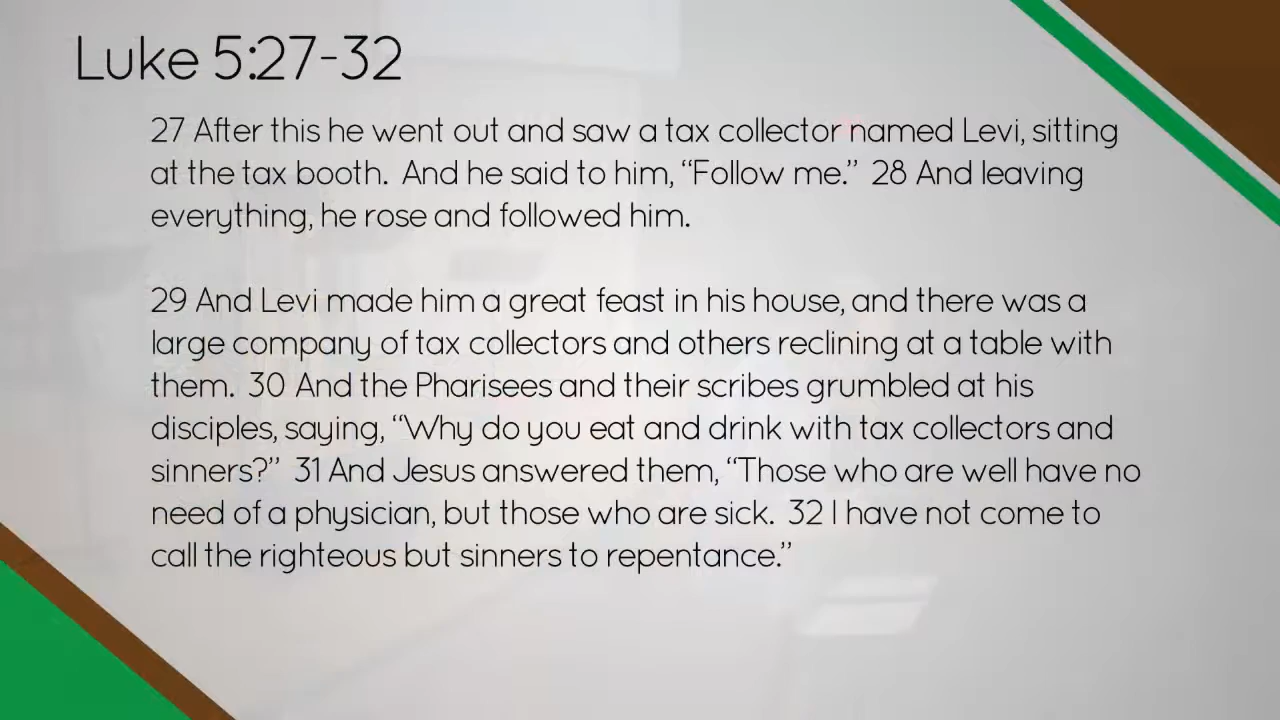 Luke 5:27-32
27 After this he went out and saw a tax collector named Levi, sitting
at the tax booth. And he said to him, “Follow me.” 28 And leaving
everything, he rose and followed him.
29 And Levi made him a great feast in his house, and there was a
large company of tax collectors and others reclining at a table with
them. 30 And the Pharisees and their scribes grumbled at his
disciples, saying, “Why do you eat and drink with tax collectors and
sinners?” 31 And Jesus answered them, “Those who are well have no
need of a physician, but those who are sick. 32 I have not come to
call the righteous but sinners to repentance.”